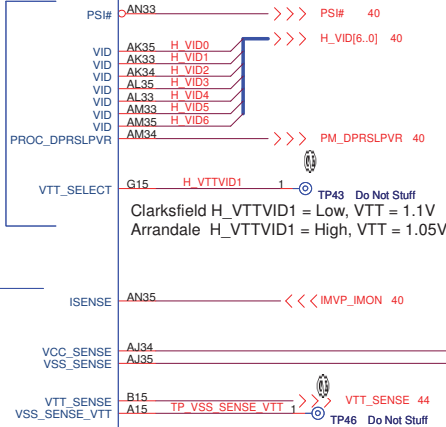 PSI# AN33 PSI# 40
VID AK35 H_VID0 H_VID[6..0] 40
VID AK33 H_VID1
VID AK34 H_VID2
VID AL35 H_VID3
VID AL33 H_VID4
VID AM33 H_VID5
VID AM35 H_VID6
PROC_DPRSLPVR AM34 PM_DPRSLPVR 40
VTT_SELECT G15 H_VTTVID1 1 TP43 Do Not Stuff
Clarksfield H_VTTVID1 = Low, VTT = 1.1V
Arrandale H_VTTVID1 = High, VTT = 1.05V
ISENSE AN35 IMVP_IMON 40
VCC_SENSE AJ34
VSS_SENSE AJ35
VTT_SENSE B15 VTT_SENSE 44
VSS_SENSE_VTT A15 TP_VSS_SENSE_VTT 1 TP46 Do Not Stuff